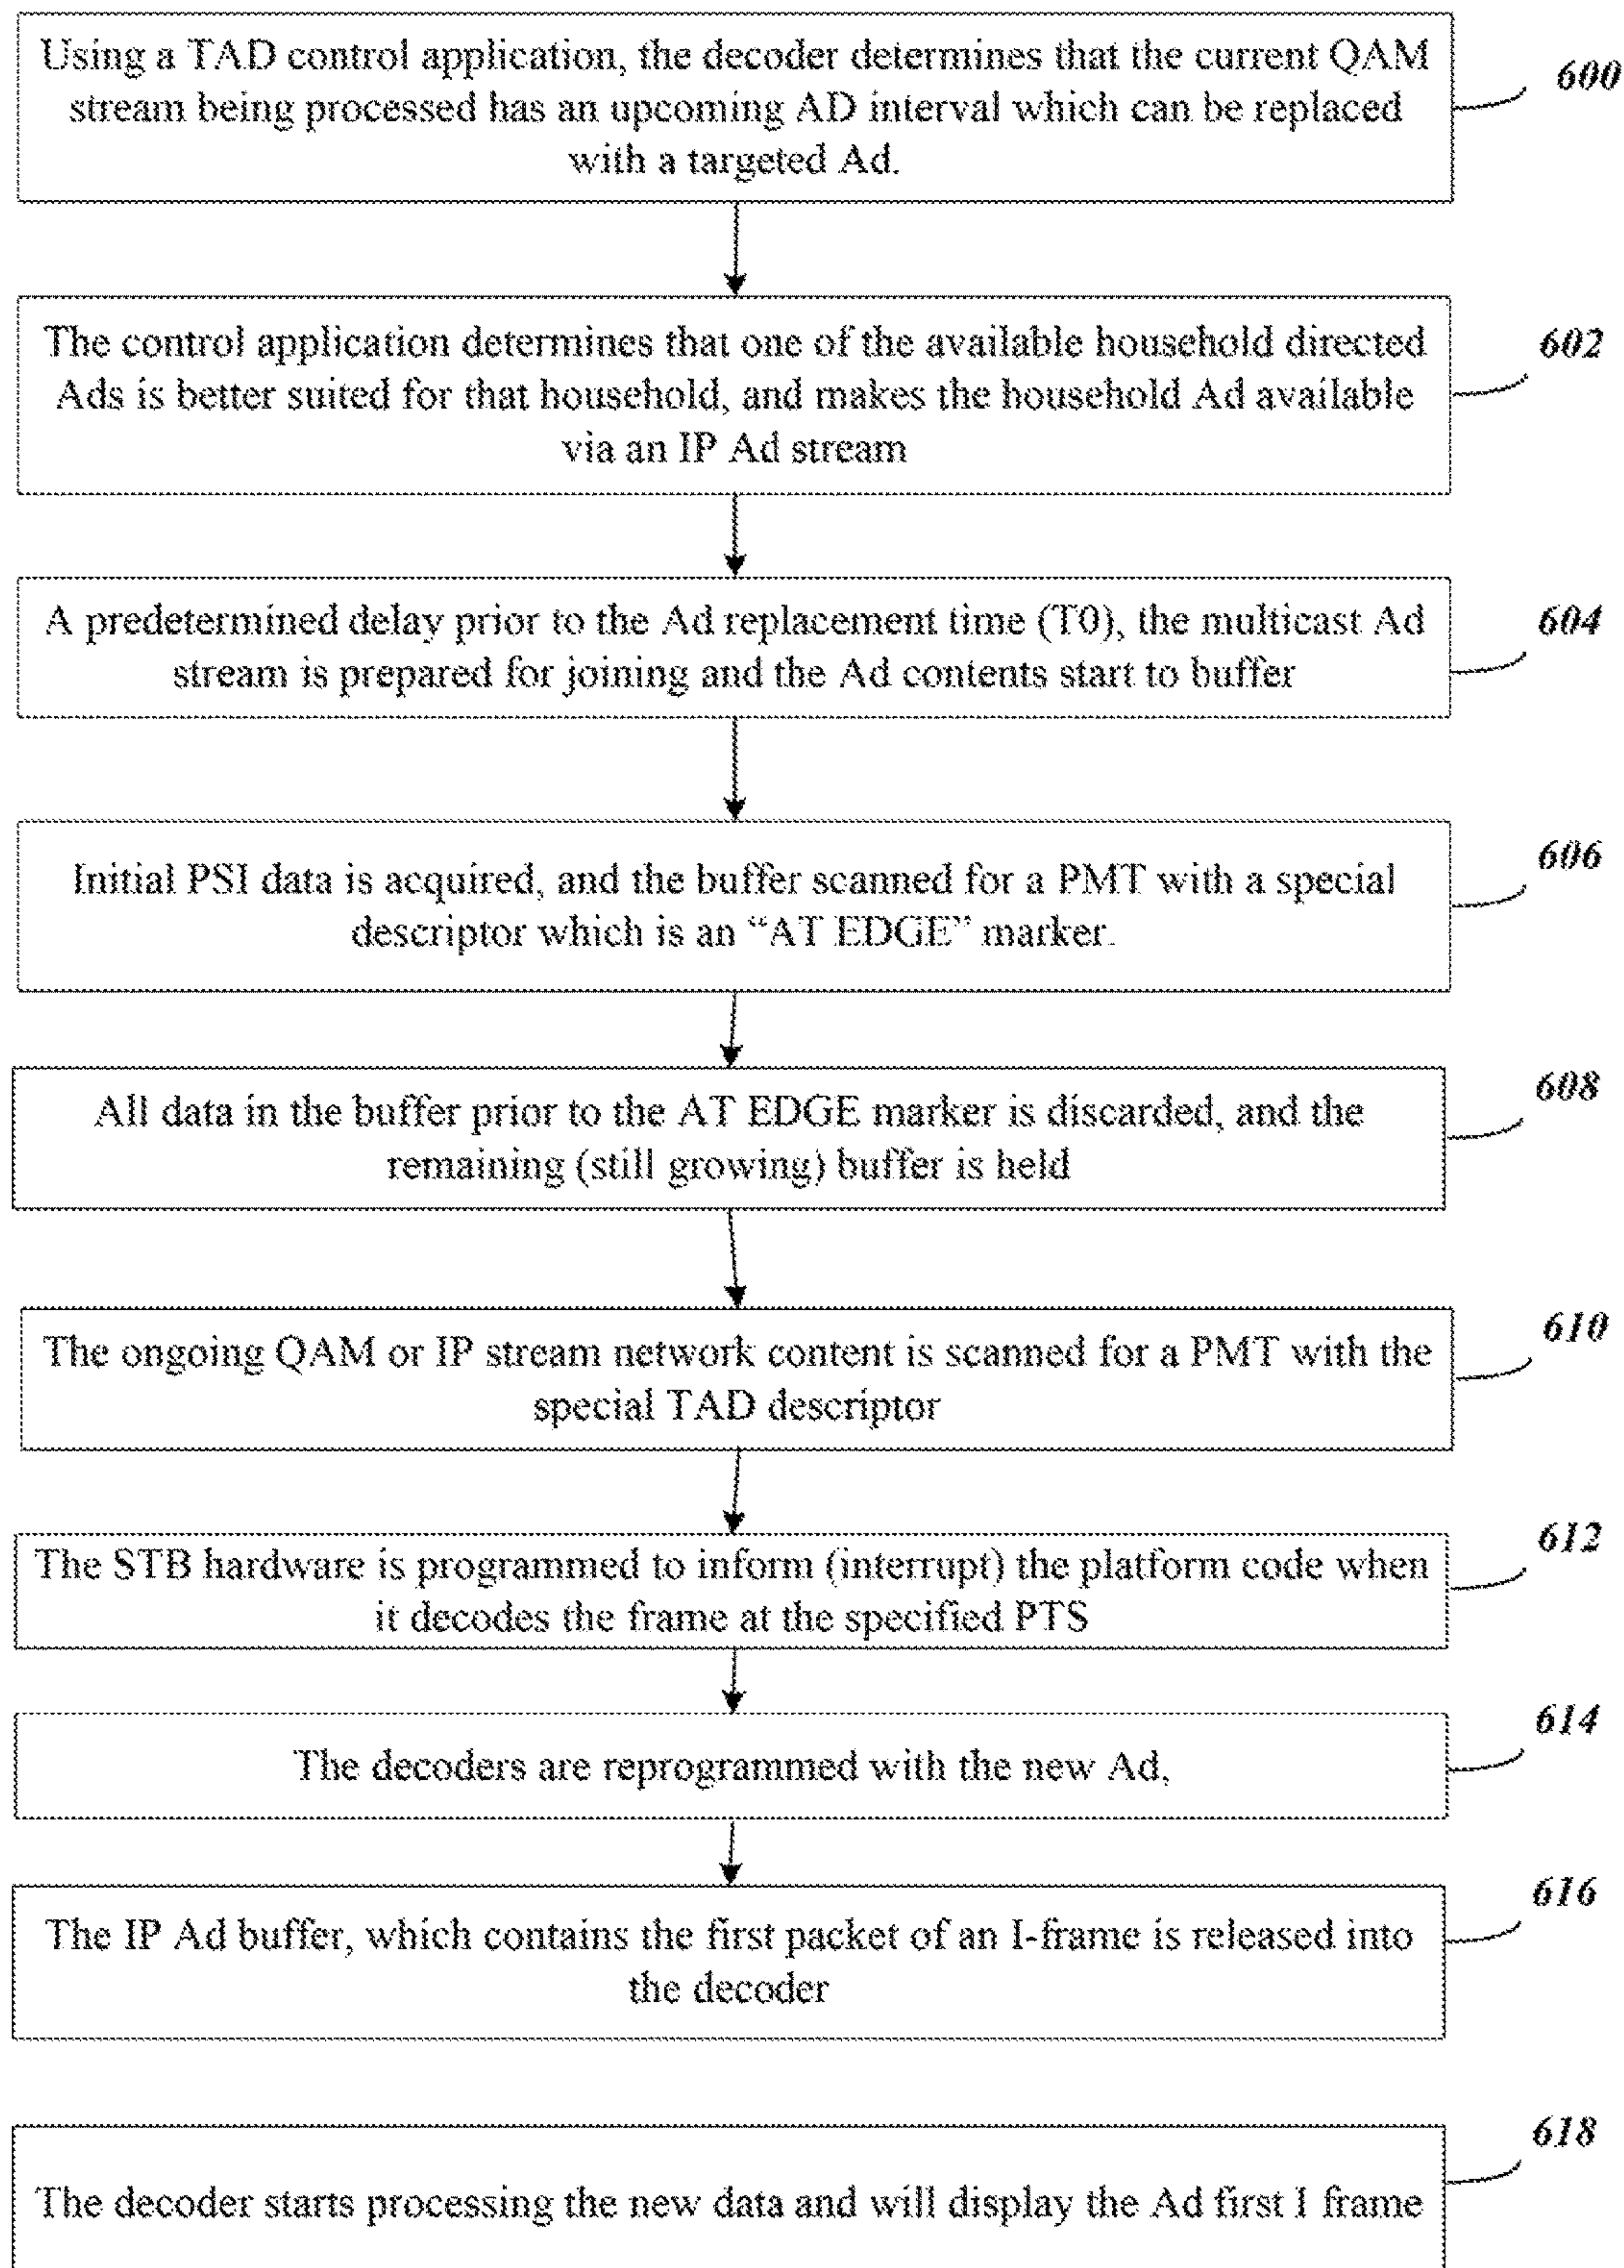 Using a TAD control application, the decoder determines that the current QAM
stream being processed has an upcoming AD interval which can be replaced
with a targeted Ad.
600
The control application determines that one of the available household directed
Ads is better suited for that household, and makes the household Ad available
via an IP Ad stream
602
A predetermined delay prior to the Ad replacement time (T0), the multicast Ad
stream is prepared for joining and the Ad contents start to buffer
604
Initial PSI data is acquired, and the buffer scanned for a PMT with a special
descriptor which is an “AT EDGE” marker.
606
All data in the buffer prior to the AT EDGE marker is discarded, and the
remaining (still growing) buffer is held
608
The ongoing QAM or IP stream network content is scanned for a PMT with the
special TAD descriptor
610
The STB hardware is programmed to inform (interrupt) the platform code when
it decodes the frame at the specified PTS
612
The decoders are reprogrammed with the new Ad,
614
The IP Ad buffer, which contains the first packet of an I-frame is released into
the decoder
616
The decoder starts processing the new data and will display the Ad first I frame
618